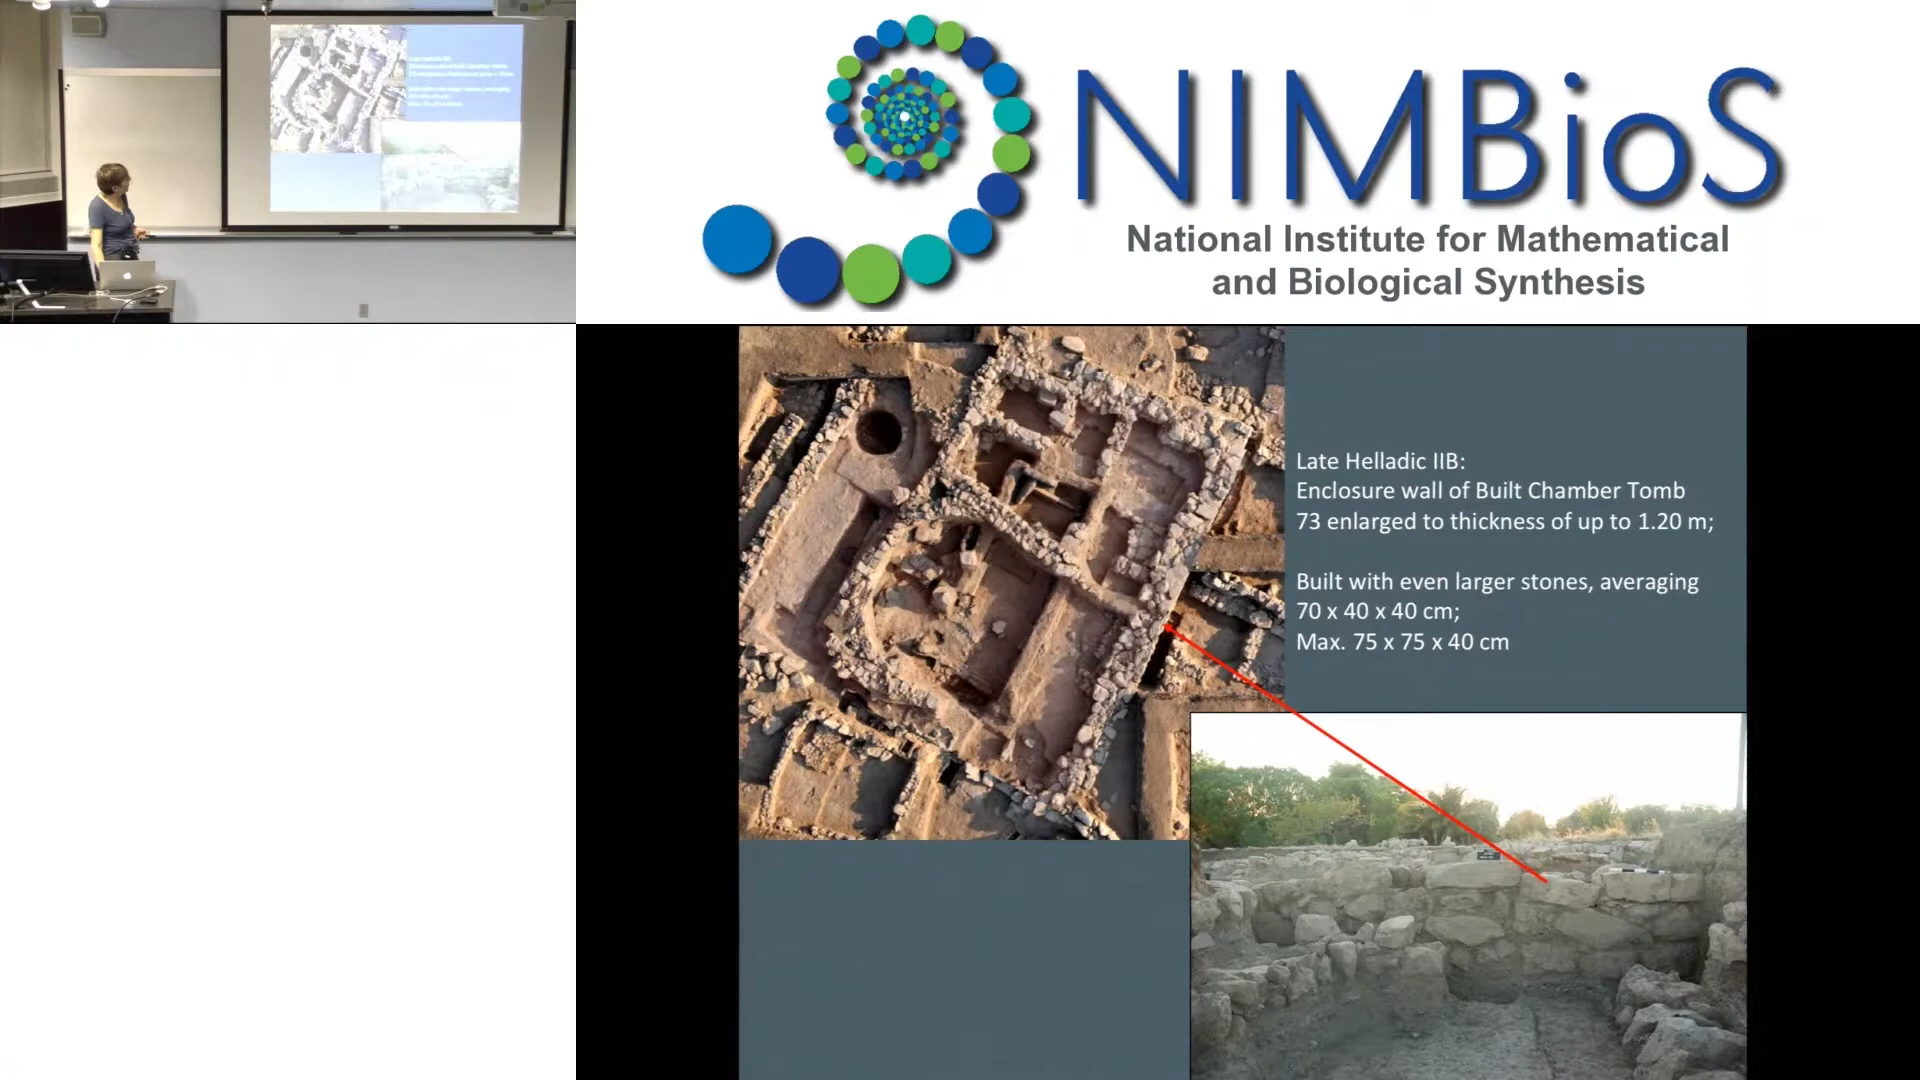 NIMBioS
National Institute for Mathematical
and Biological Synthesis
Late Helladic IIB:
Enclosure wall of Built Chamber Tomb
73 enlarged to thickness of up to 1.20 m;
Built with even larger stones, averaging
70 x 40 x 40 cm;
Max. 75 x 75 x 40 cm